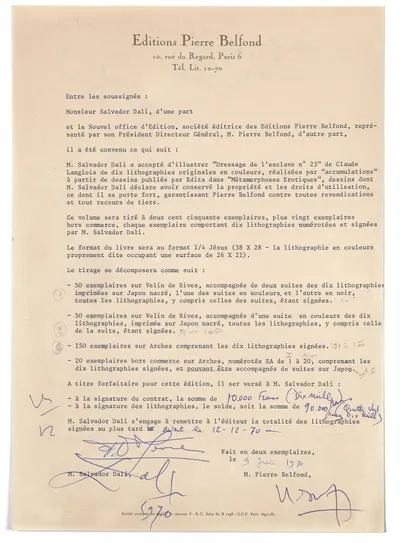 Editions Pierre Belfond
10, rue du Regard, Paris 6
Tél. Lit. 10-70
Entre les soussignés :
Monsieur Salvador Dali, d'une part
et le Nouvel office d'Edition, société éditrice des Editions Pierre Belfond, repré-
senté par son Président Directeur Général, M. Pierre Belfond, d'autre part,
il a été convenu ce qui suit :
M. Salvador Dali a accepté d'illustrer "Dressage de l'esclave n° 23" de Claude
Langlois de dix lithographies originales en couleurs, réalisées par "accumulations"
à partir de dessins publiés par Edita dans "Métamorphoses Erotiques", dessins dont
M. Salvador Dali déclare avoir conservé la propriété et les droits d'utilisation,
ce dont il se porte fort, garantissant Pierre Belfond contre toutes revendications
et tout recours de tiers.
Ce volume sera tiré à deux cent cinquante exemplaires, plus vingt exemplaires
hors commerce, chaque exemplaire comportant dix lithographies numérotées et signées
par M. Salvador Dali.
Le format du livre sera au format 1/4 Jésus (38 X 28 - la lithographie en couleurs
proprement dite occupant une surface de 26 X 21).
Le tirage se décomposera comme suit :
- 50 exemplaires sur Velin de Rives, accompagnés de deux suites des dix lithographies
imprimées sur Japon nacré, l'une des suites en couleurs, et l'autre en noir,
toutes les lithographies, y compris celles des suites, étant signées.
- 50 exemplaires sur Velin de Rives, accompagnés d'une suite en couleurs des dix
lithographies, imprimée sur Japon nacré, toutes les lithographies, y compris celle
de la suite, étant signées.
- 150 exemplaires sur Arches comprenant les dix lithographies signées.
- 20 exemplaires hors commerce sur Arches, numérotés EA de 1 à 20, comprenant les
dix lithographies signées, et pouvant être accompagnés de suites sur Japon.
A titre forfaitaire pour cette édition, il sera versé à M. Salvador Dali :
- à la signature du contrat, la somme de 10.000 francs (Dix mille)
- à la signature des lithographies, le solde, soit la somme de 90.000
M. Salvador Dali s'engage à remettre à l'éditeur la totalité des lithographies
signées au plus tard avant le 12-12-70
Fait en deux exemplaires,
le 9 1970
M. Salvador Dali
M. Pierre Belfond,
Dali
1970